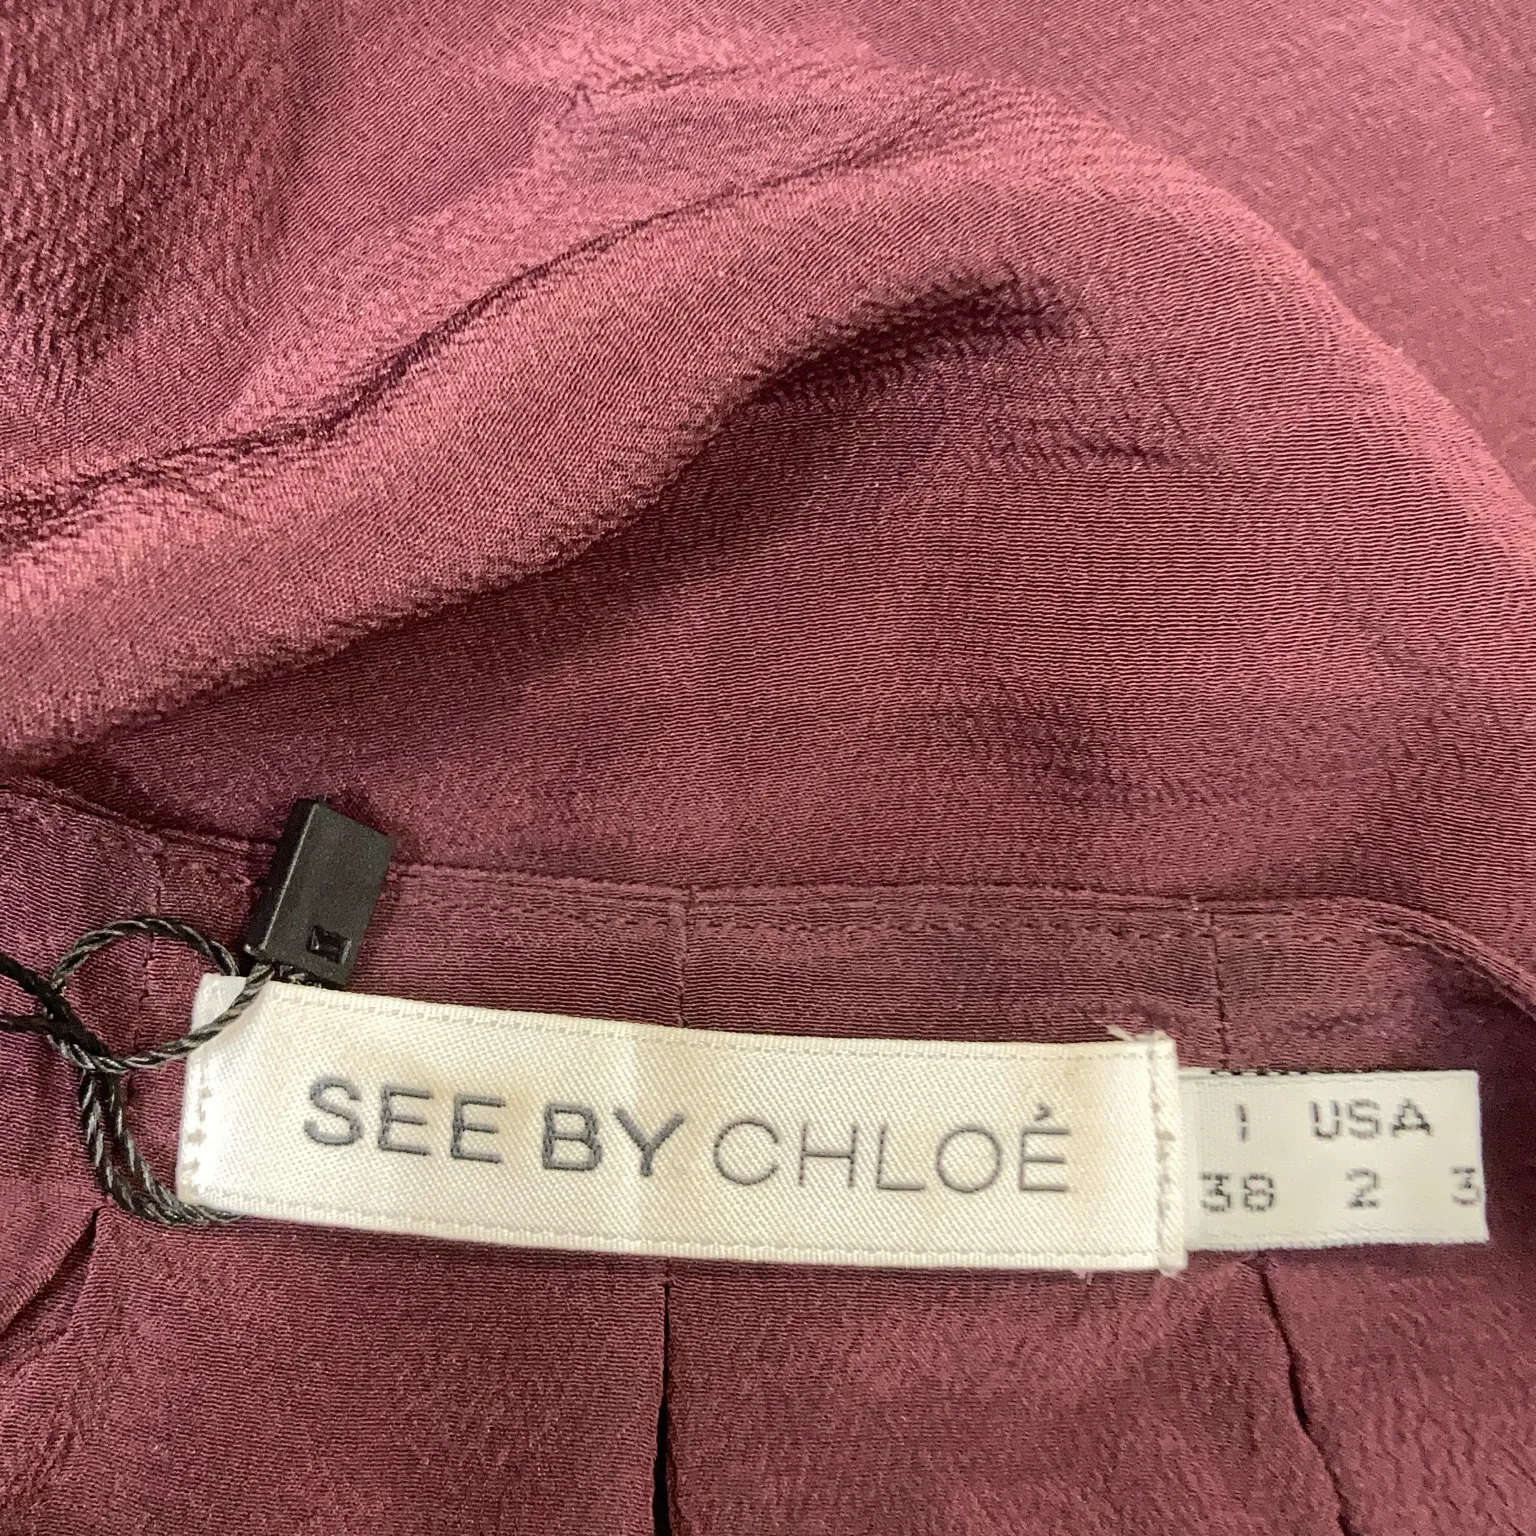 SEE BY CHLOÉ
I USA
38 2 3